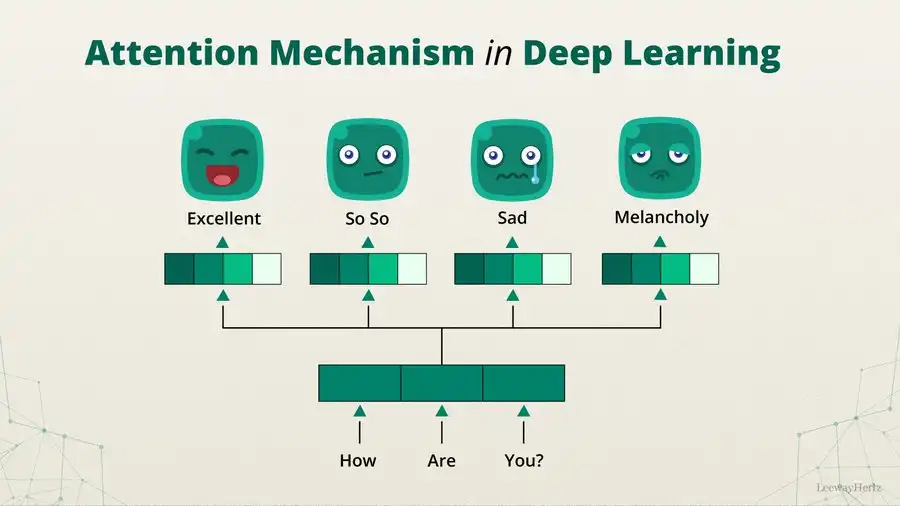 Attention Mechanism in Deep Learning
Excellent So So Sad Melancholy
How Are You?
LeewayHertz